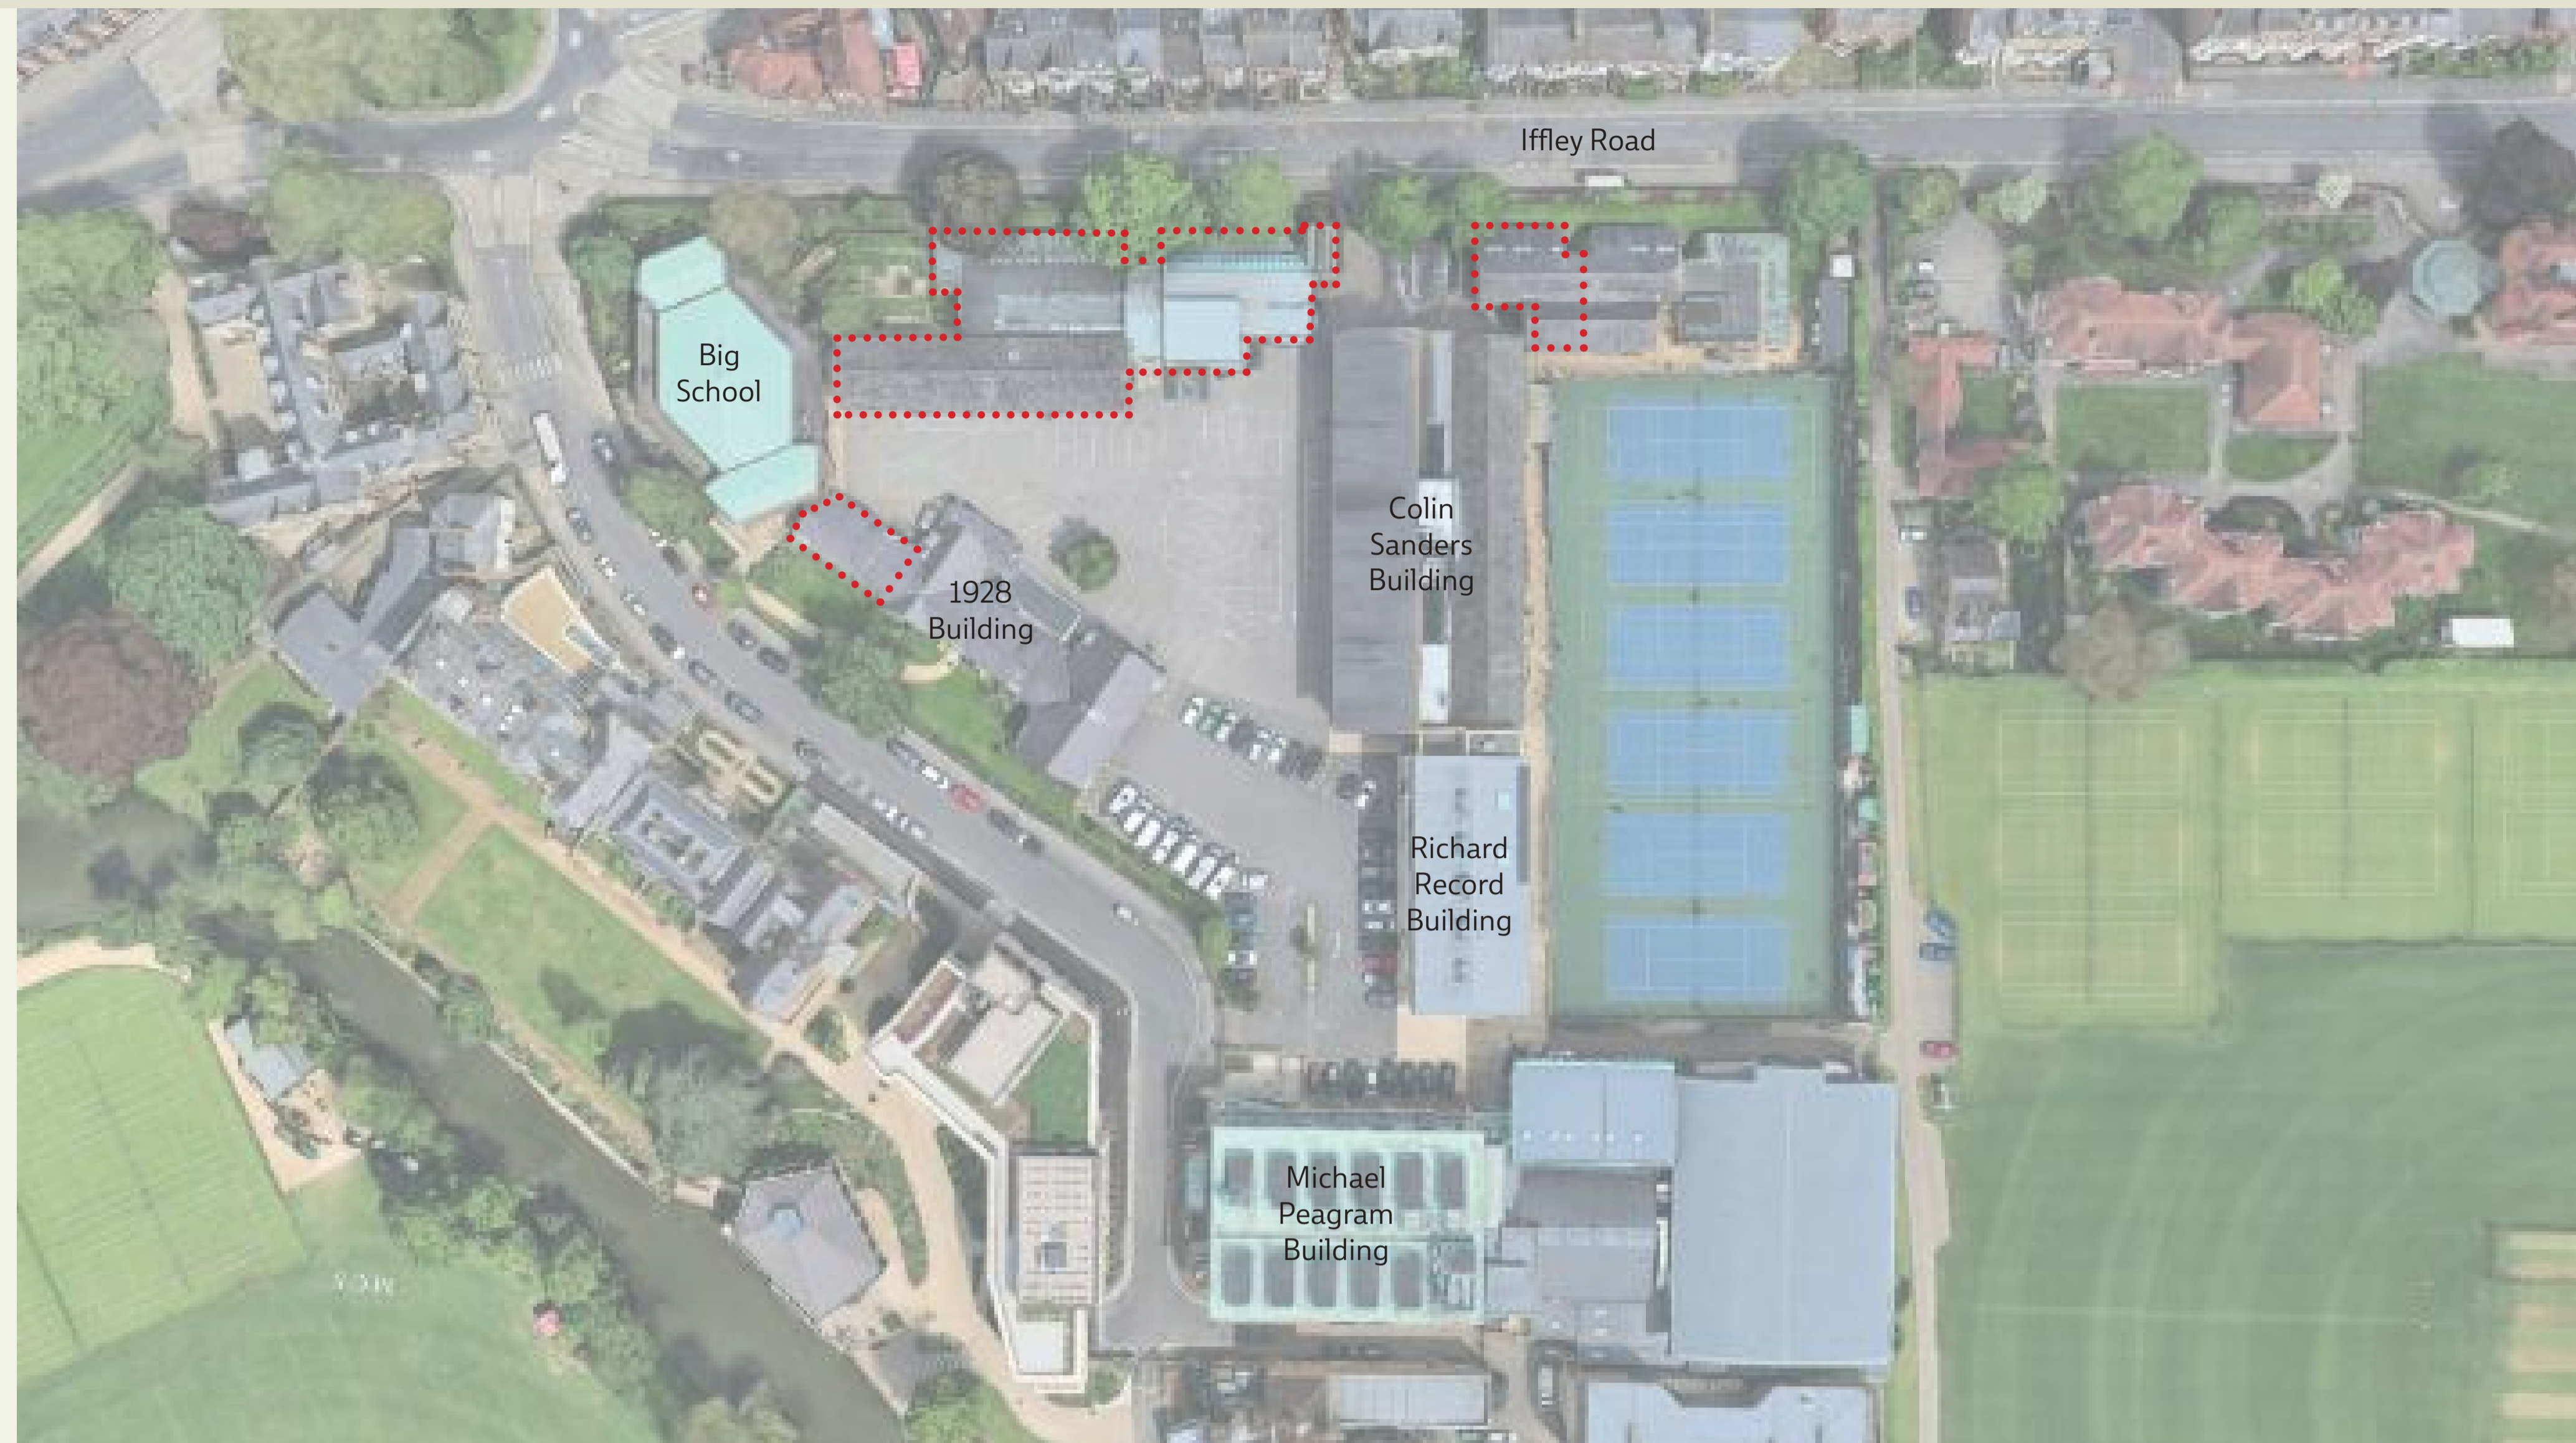 Iffley Road
Big
School
1928
Building
Colin
Sanders
Building
Richard
Record
Building
Michael
Peagram
Building